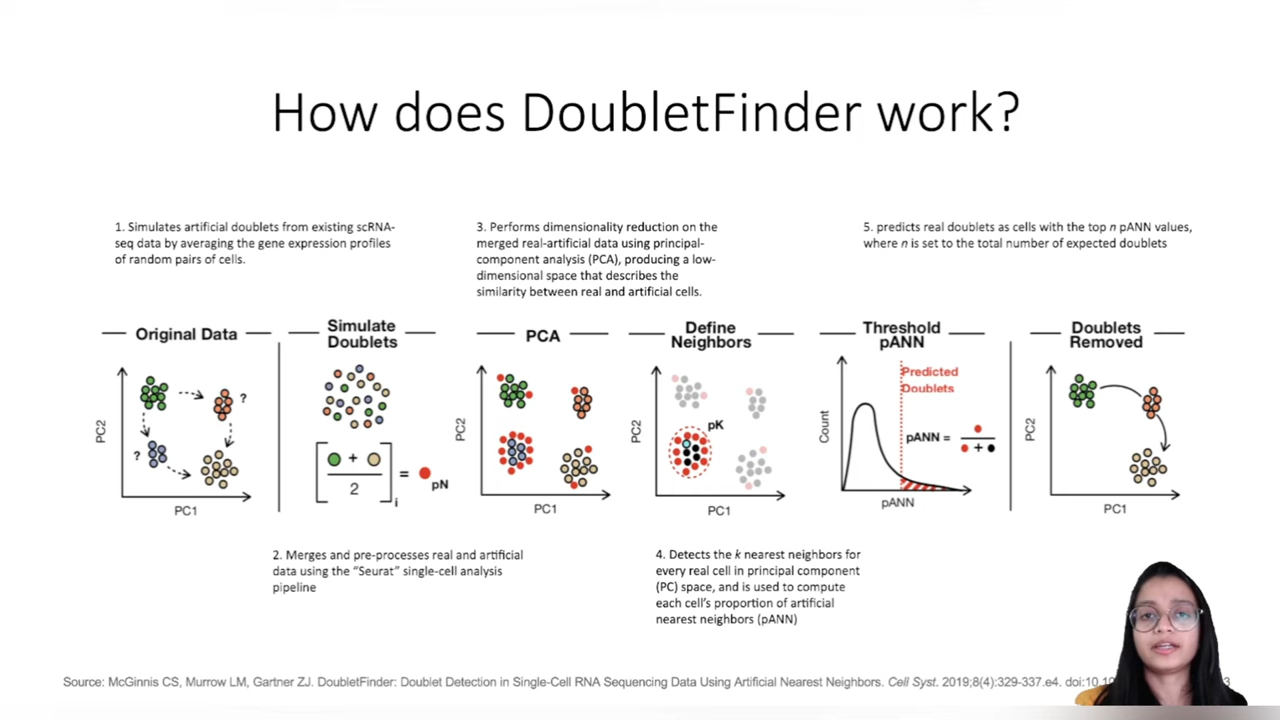 How does DoubletFinder work?
1. Simulates artificial doublets from existing scRNA-
seq data by averaging the gene expression profiles
of random pairs of cells.
3. Performs dimensionality reduction on the
merged real-artificial data using principal-
component analysis (PCA), producing a low-
dimensional space that describes the
similarity between real and artificial cells.
5. predicts real doublets as cells with the top n pANN values,
where n is set to the total number of expected doublets
Original Data
?
?
PC2
PC1
Simulate
Doublets
+
2
i
=
pN
PCA
PC2
PC1
Define
Neighbors
pK
PC2
PC1
Threshold
pANN
Predicted
Doublets
pANN =
+
Count
pANN
Doublets
Removed
PC2
PC1
2. Merges and pre-processes real and artificial
data using the “Seurat” single-cell analysis
pipeline
4. Detects the k nearest neighbors for
every real cell in principal component
(PC) space, and is used to compute
each cell’s proportion of artificial
nearest neighbors (pANN)
Source: McGinnis CS, Murrow LM, Gartner ZJ. DoubletFinder: Doublet Detection in Single-Cell RNA Sequencing Data Using Artificial Nearest Neighbors. Cell Syst. 2019;8(4):329-337.e4. doi:10.10